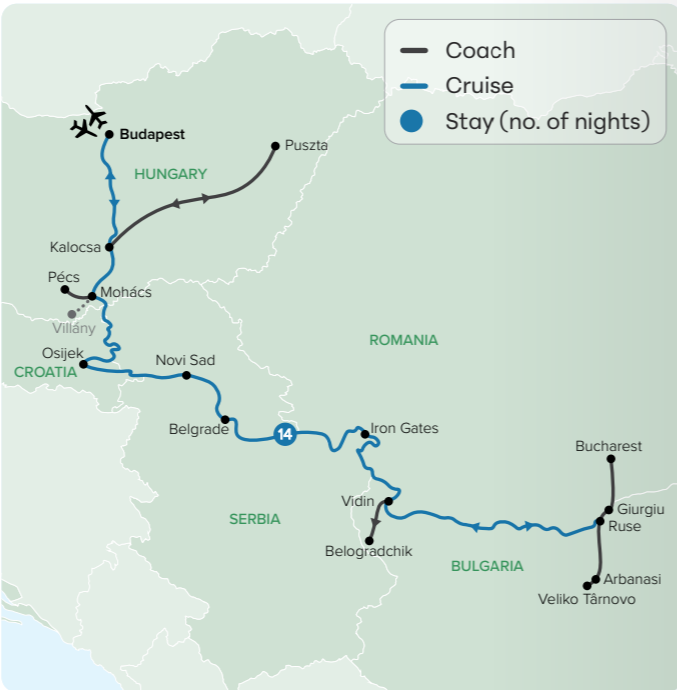 Coach
Cruise
Stay (no. of nights)
Budapest
Puszta
HUNGARY
Kalocsa
Pécs
Mohács
Villány
ROMANIA
Osijek
Novi Sad
CROATIA
Belgrade
14
Iron Gates
Bucharest
Vidin
Giurgiu
Ruse
SERBIA
Belogradchik
BULGARIA
Arbanasi
Veliko Târnovo